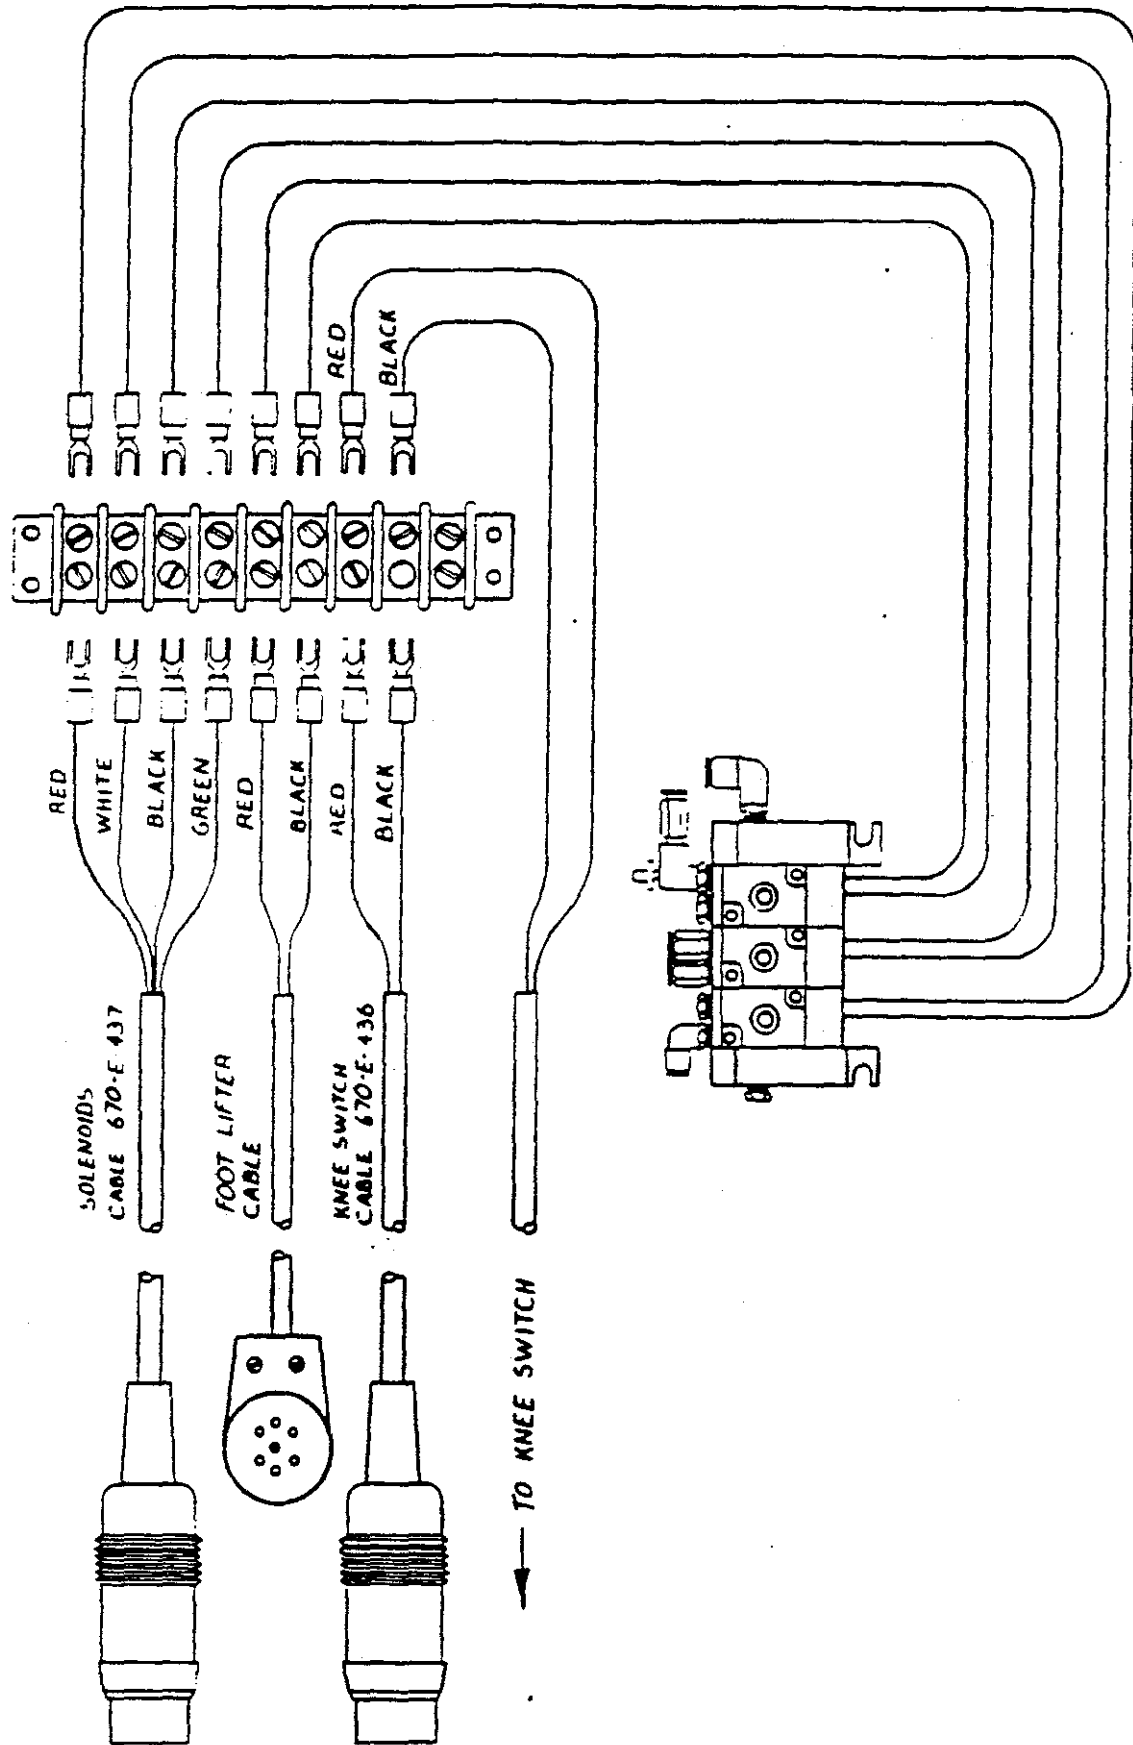 RED
BLACK
RED
WHITE
BLACK
GREEN
RED
BLACK
RED
BLACK
SOLENOIDS
CABLE 670-E-437
FOOT LIFTER
CABLE
KNEE SWITCH
CABLE 670-E-436
TO KNEE SWITCH